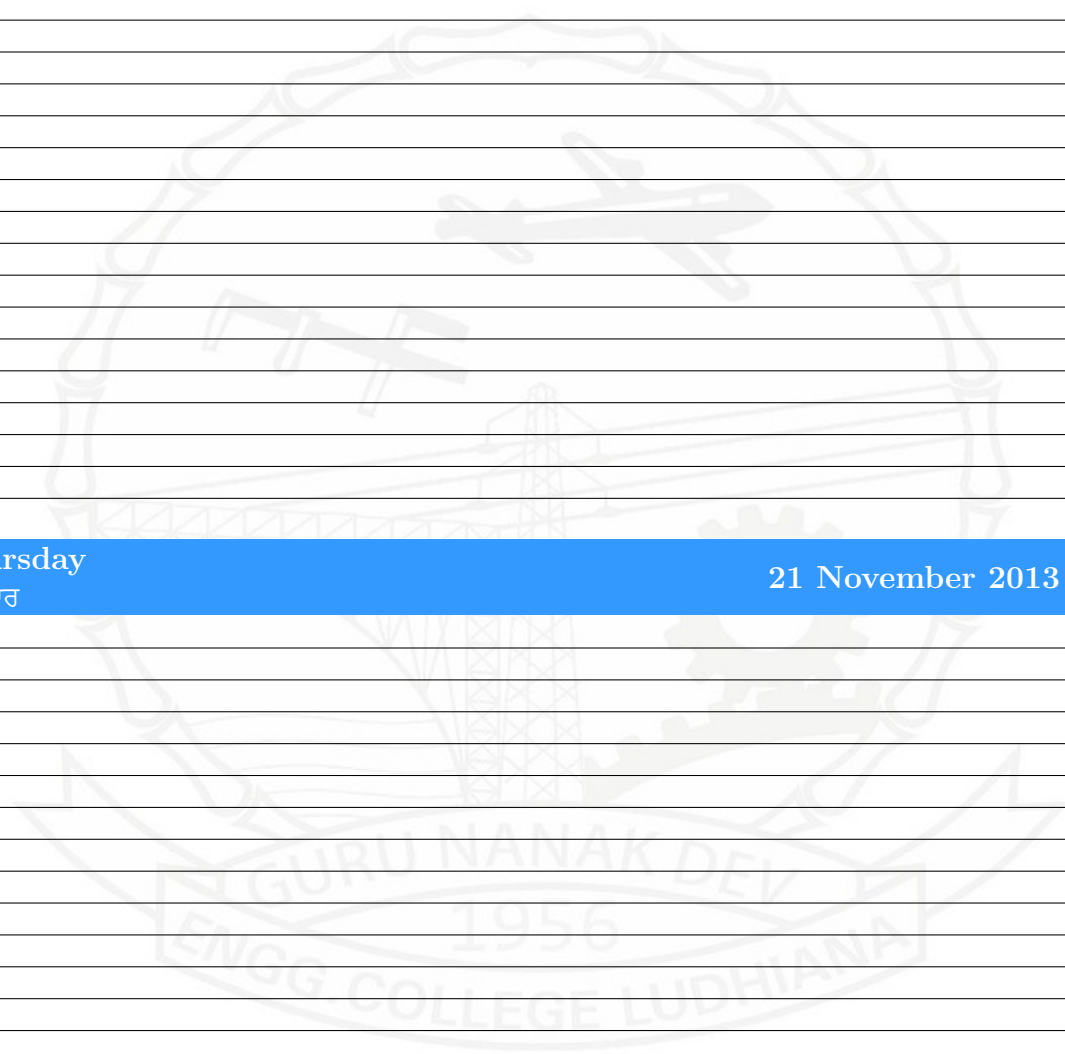 rsday
ਾਰ
21 November 2013
GURU NANAK DEV
1956
ENGG. COLLEGE LUDHIANA